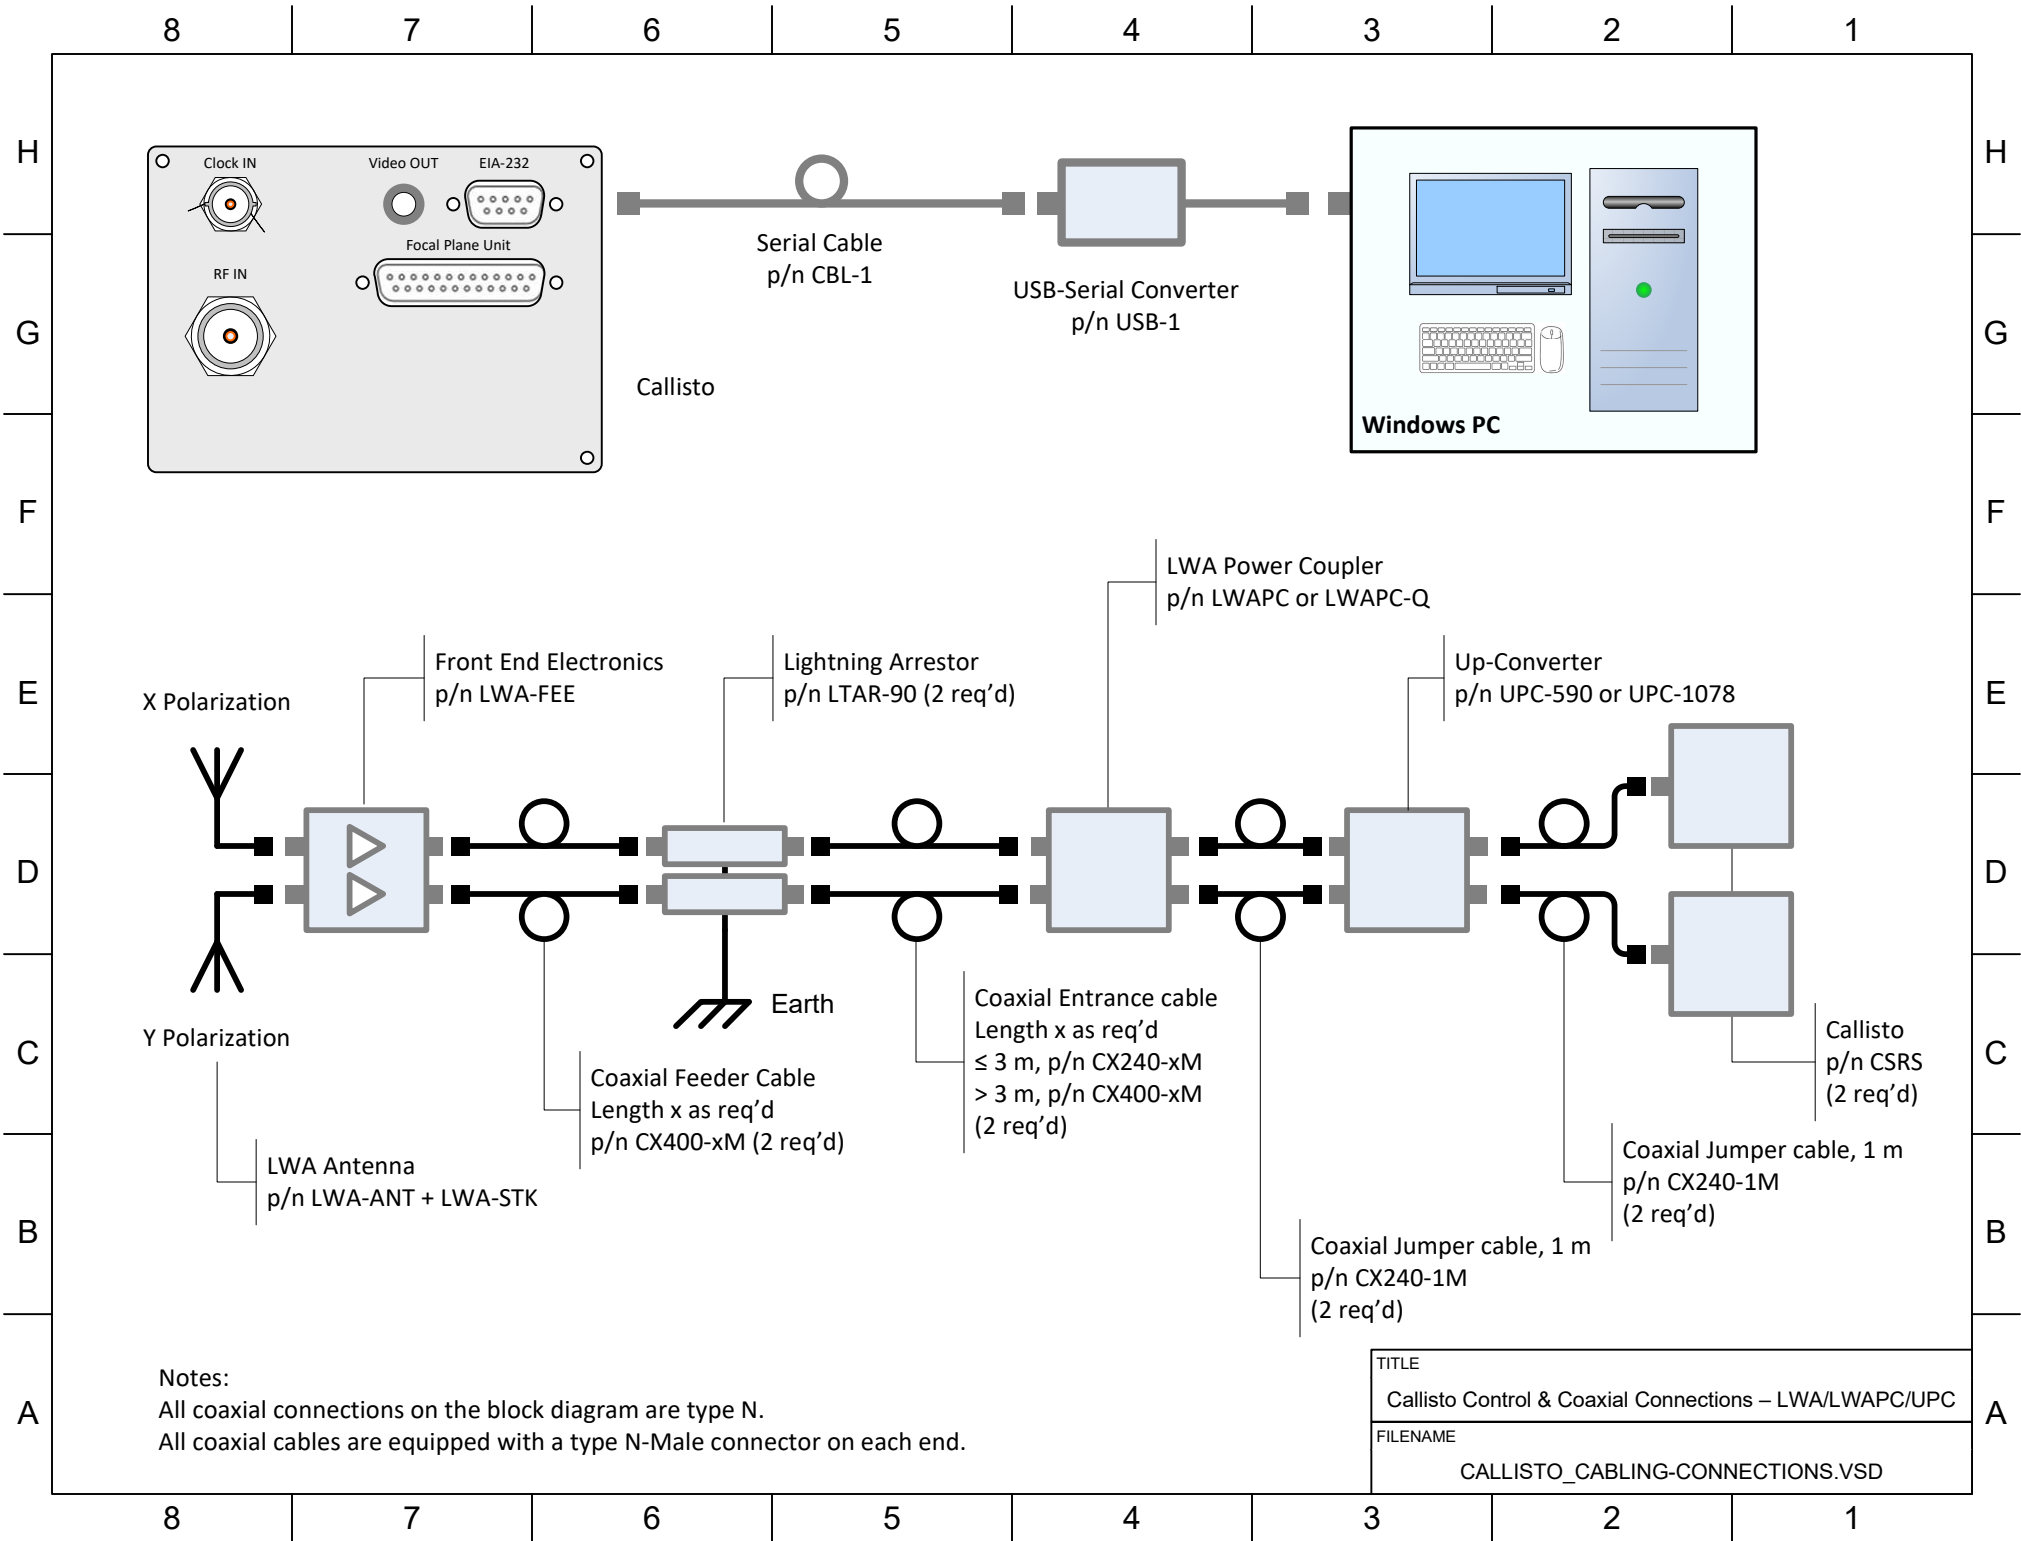 8 7 6 5 4 3 2 1
H
H
Clock IN
Video OUT
EIA-232
Focal Plane Unit
RF IN
Serial Cable
p/n CBL-1
USB-Serial Converter
p/n USB-1
G
G
Callisto
Windows PC
F
F
LWA Power Coupler
p/n LWAPC or LWAPC-Q
Front End Electronics
p/n LWA-FEE
Lightning Arrestor
p/n LTAR-90 (2 req’d)
Up-Converter
p/n UPC-590 or UPC-1078
E
E
X Polarization
D
D
Earth
Y Polarization
Coaxial Entrance cable
Length x as req’d
≤ 3 m, p/n CX240-xM
> 3 m, p/n CX400-xM
(2 req’d)
Callisto
p/n CSRS
(2 req’d)
C
C
Coaxial Feeder Cable
Length x as req’d
p/n CX400-xM (2 req’d)
LWA Antenna
p/n LWA-ANT + LWA-STK
Coaxial Jumper cable, 1 m
p/n CX240-1M
(2 req’d)
B
B
Coaxial Jumper cable, 1 m
p/n CX240-1M
(2 req’d)
Notes:
All coaxial connections on the block diagram are type N.
All coaxial cables are equipped with a type N-Male connector on each end.
A
A
TITLE
Callisto Control & Coaxial Connections – LWA/LWAPC/UPC
FILENAME
CALLISTO_CABLING-CONNECTIONS.VSD
8 7 6 5 4 3 2 1